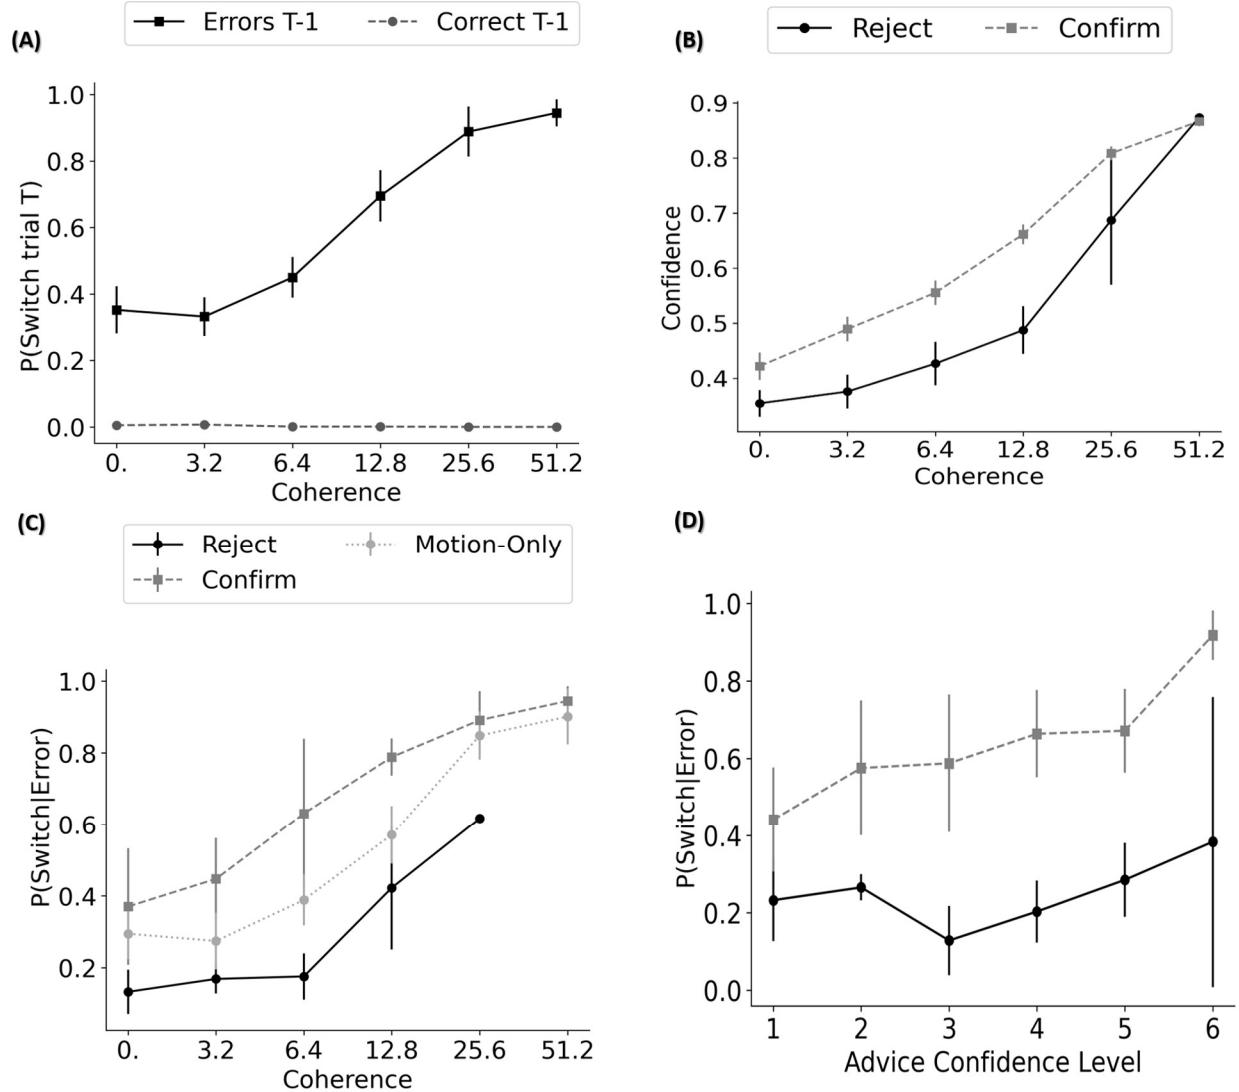 (A)
Errors T-1 Correct T-1
1.0
0.8
0.6
0.4
0.2
0.0
P(Switch trial T)
0. 3.2 6.4 12.8 25.6 51.2
Coherence
(B)
Reject Confirm
0.9
0.8
0.7
0.6
0.5
0.4
Confidence
0. 3.2 6.4 12.8 25.6 51.2
Coherence
(C)
Reject Motion-Only
Confirm
1.0
0.8
0.6
0.4
0.2
P(Switch|Error)
0. 3.2 6.4 12.8 25.6 51.2
Coherence
(D)
1.0
0.8
0.6
0.4
0.2
0.0
P(Switch|Error)
1 2 3 4 5 6
Advice Confidence Level